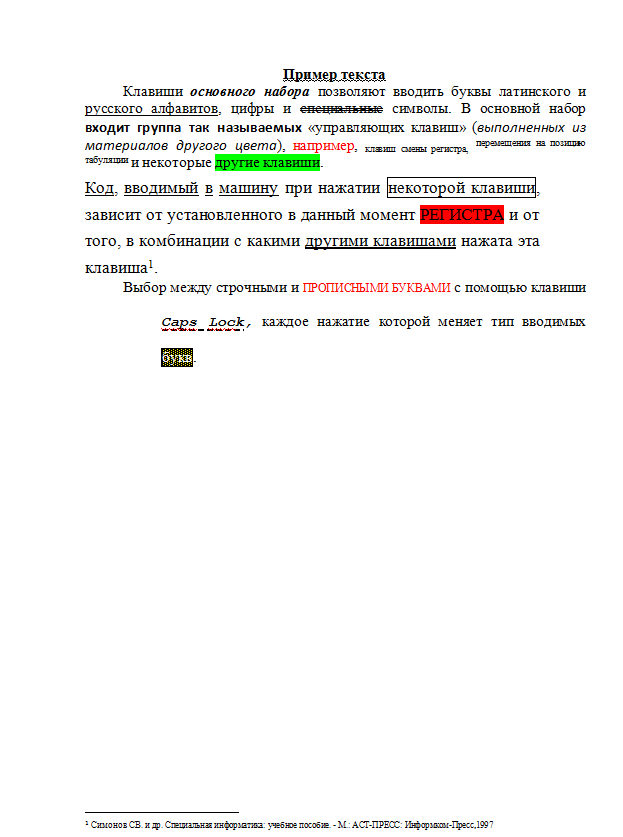 Пример текста
Клавиши основного набора позволяют вводить буквы латинского и
русского алфавитов, цифры и специальные символы. В основной набор
входит группа так называемых «управляющих клавиш» (выполненных из
материалов другого цвета), например, клавиш смены регистра, перемещения на позицию
табуляции и некоторые другие клавиши.
Код, вводимый в машину при нажатии некоторой клавиши,
зависит от установленного в данный момент РЕГИСТРА и от
того, в комбинации с какими другими клавишами нажата эта
клавиша¹.
Выбор между строчными и ПРОПИСНЫМИ БУКВАМИ с помощью клавиши
Caps Lock, каждое нажатие которой меняет тип вводимых
букв.
¹ Симонов СВ. и др. Специальная информатика: учебное пособие. - М.: АСТ-ПРЕСС: Информком-Пресс,1997